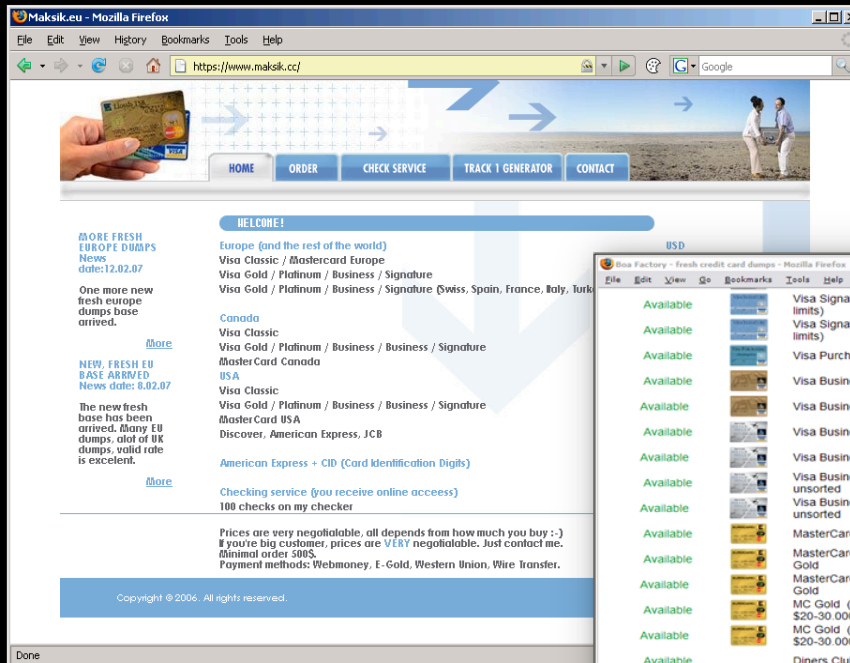 Maksik.eu - Mozilla Firefox
File Edit View History Bookmarks Tools Help
https://www.maksik.cc/
G Google
Lloyds TSB
VISA
HOME ORDER CHECK SERVICE TRACK 1 GENERATOR CONTACT
MORE FRESH
EUROPE DUMPS
News
date:12.02.07
One more new
fresh europe
dumps base
arrived.
More
NEW, FRESH EU
BASE ARRIVED
News date: 8.02.07
The new fresh
base has been
arrived. Many EU
dumps, alot of UK
dumps, valid rate
is excelent.
More
WELCOME!
Europe (and the rest of the world) USD
Visa Classic / Mastercard Europe
Visa Gold / Platinum / Business / Signature
Visa Gold / Platinum / Business / Signature (Swiss, Spain, France, Italy, Turk
Canada
Visa Classic
Visa Gold / Platinum / Business / Business / Signature
MasterCard Canada
USA
Visa Classic
Visa Gold / Platinum / Business / Business / Signature
MasterCard USA
Discover, American Express, JCB
American Express + CID (Card Identification Digits)
Checking service (you receive online acceess)
100 checks on my checker
Prices are very negotialable, all depends from how much you buy :-)
If you're big customer, prices are VERY negotialable. Just contact me.
Minimal order 500$.
Payment methods: Webmoney, E-Gold, Western Union, Wire Transfer.
Copyright © 2006. All rights reserved.
Done
Boa Factory - fresh credit card dumps - Mozilla Firefox
File Edit View Go Bookmarks Tools Help
Available Visa Signa
limits)
Available Visa Signa
limits)
Available Visa Purch
Available Visa Busin
Available Visa Busin
Available Visa Busin
Available Visa Busin
Available Visa Busin
unsorted
Available Visa Busin
unsorted
Available MasterCar
Available MasterCar
Gold
Available MasterCar
Gold
Available MC Gold (
$20-30.00
Available MC Gold (
$20-30.00
Available Diners Clu